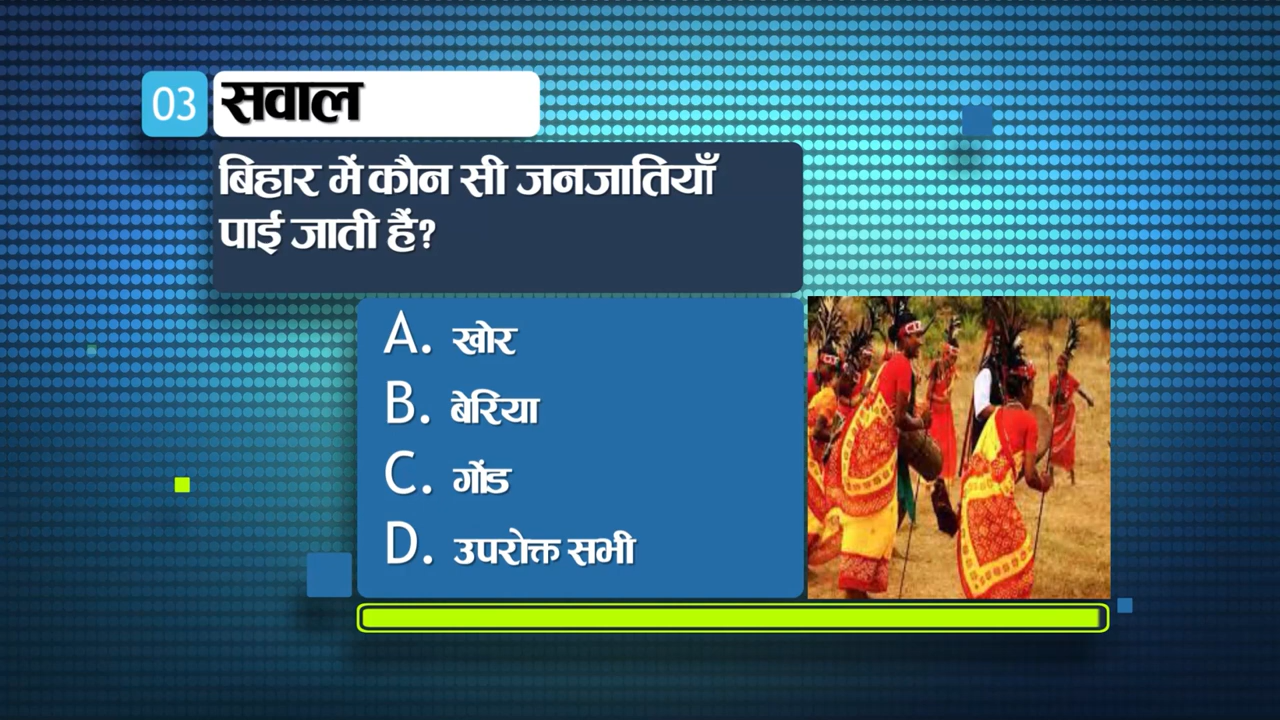 03 सवाल
बिहार में कौन सी जनजातियाँ
पाई जाती हैं?
A. खोर
B. बेरिया
C. गोंड
D. उपरोक्त सभी